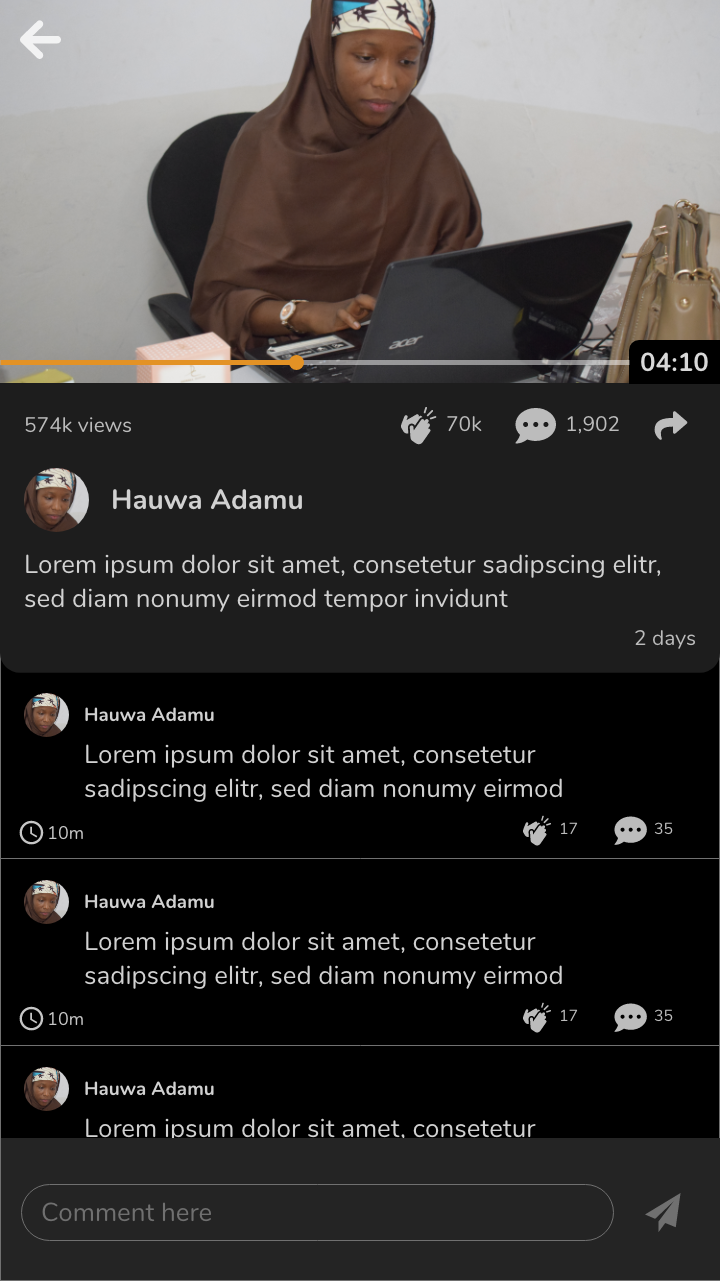 acer
04:10
574k views
70k
1,902
Hauwa Adamu
Lorem ipsum dolor sit amet, consetetur sadipscing elitr,
sed diam nonumy eirmod tempor invidunt
2 days
Hauwa Adamu
Lorem ipsum dolor sit amet, consetetur
sadipscing elitr, sed diam nonumy eirmod
10m
17
35
Hauwa Adamu
Lorem ipsum dolor sit amet, consetetur
sadipscing elitr, sed diam nonumy eirmod
10m
17
35
Hauwa Adamu
Lorem ipsum dolor sit amet, consetetur
Comment here